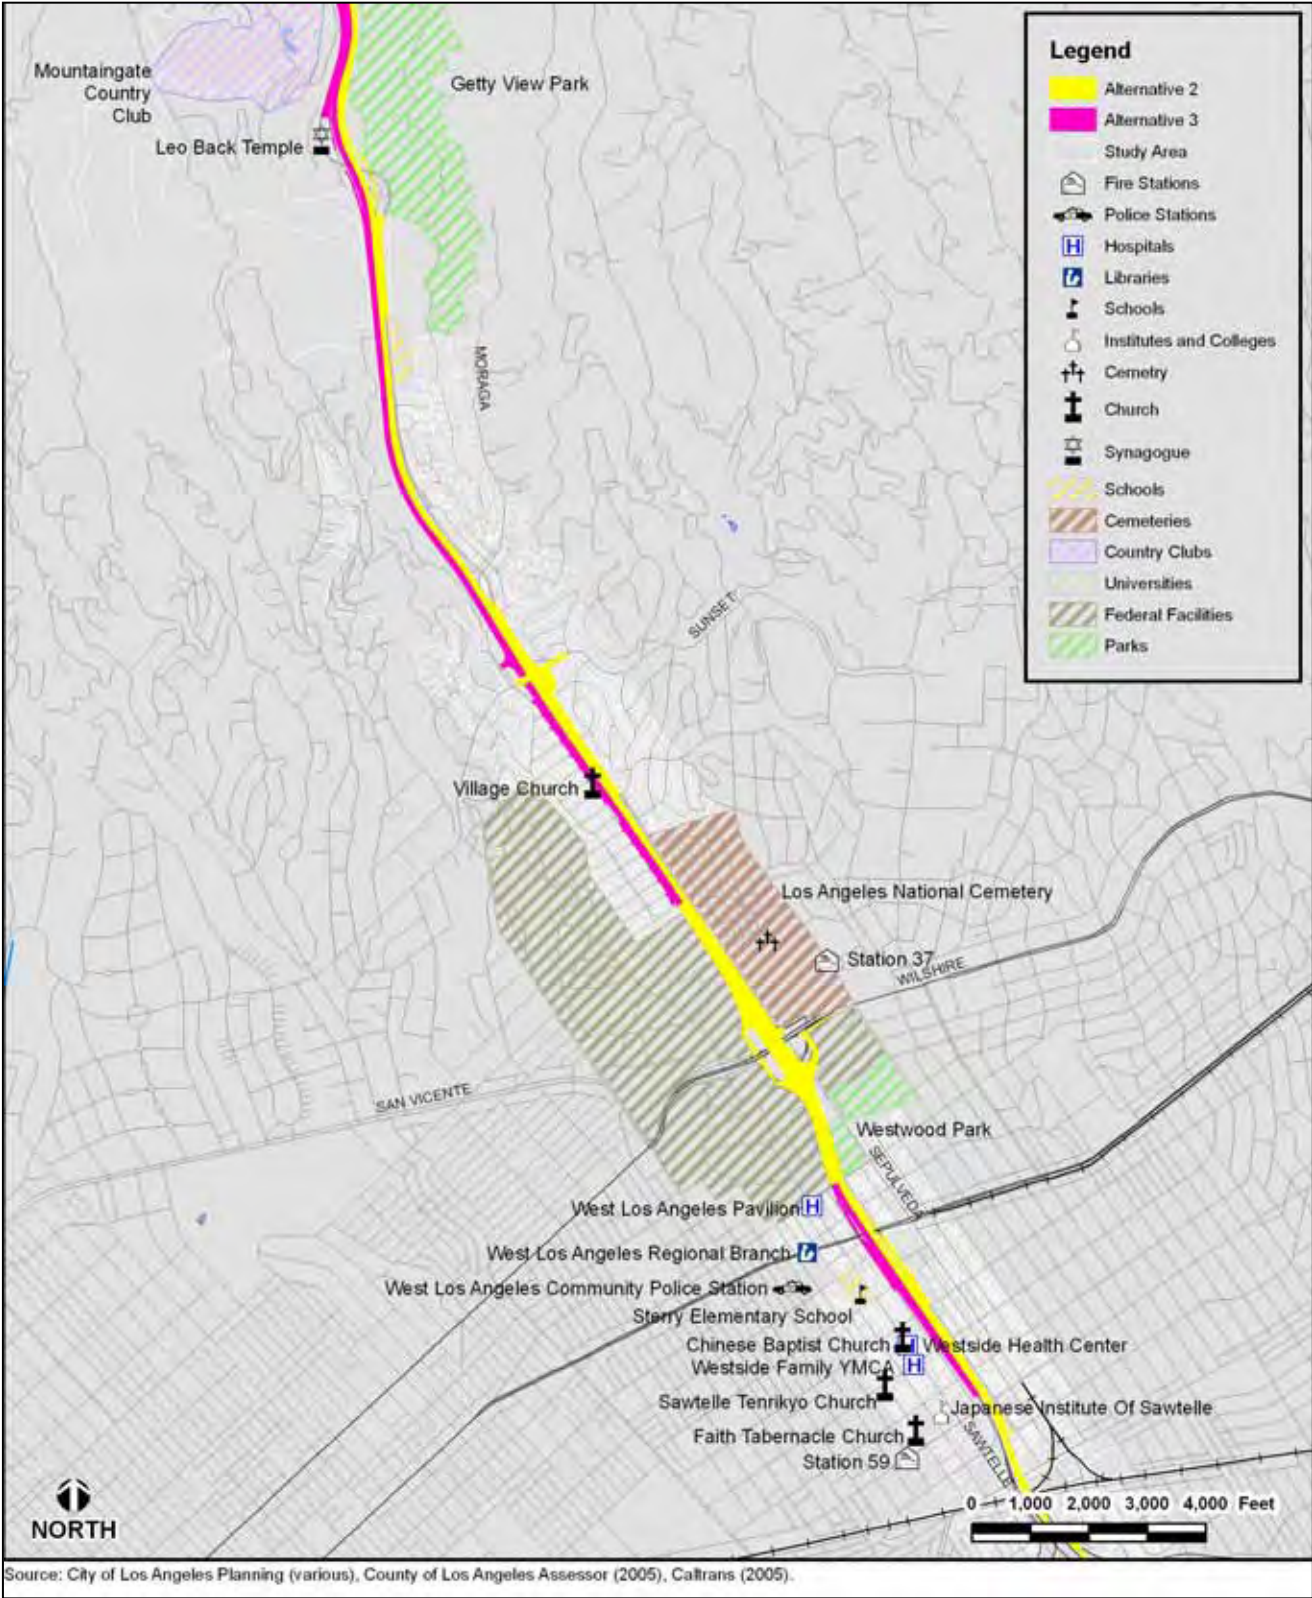 Mountaingate
Country
Club
Getty View Park
Leo Back Temple
Legend
Alternative 2
Alternative 3
Study Area
Fire Stations
Police Stations
Hospitals
Libraries
Schools
Institutes and Colleges
Cemetry
Church
Synagogue
Schools
Cemeteries
Country Clubs
Universities
Federal Facilities
Parks
MORAGA
SUNSET
Village Church
Los Angeles National Cemetery
Station 37
WILSHIRE
SAN VICENTE
Westwood Park
SEPULVEDA
West Los Angeles Pavilion
West Los Angeles Regional Branch
West Los Angeles Community Police Station
Sterry Elementary School
Chinese Baptist Church
Westside Health Center
Westside Family YMCA
Sawtelle Tenrikyo Church
Japanese Institute Of Sawtelle
Faith Tabernacle Church
SAWTELLE
Station 59
NORTH
0 1,000 2,000 3,000 4,000 Feet
Source: City of Los Angeles Planning (various), County of Los Angeles Assessor (2005), Caltrans (2005).